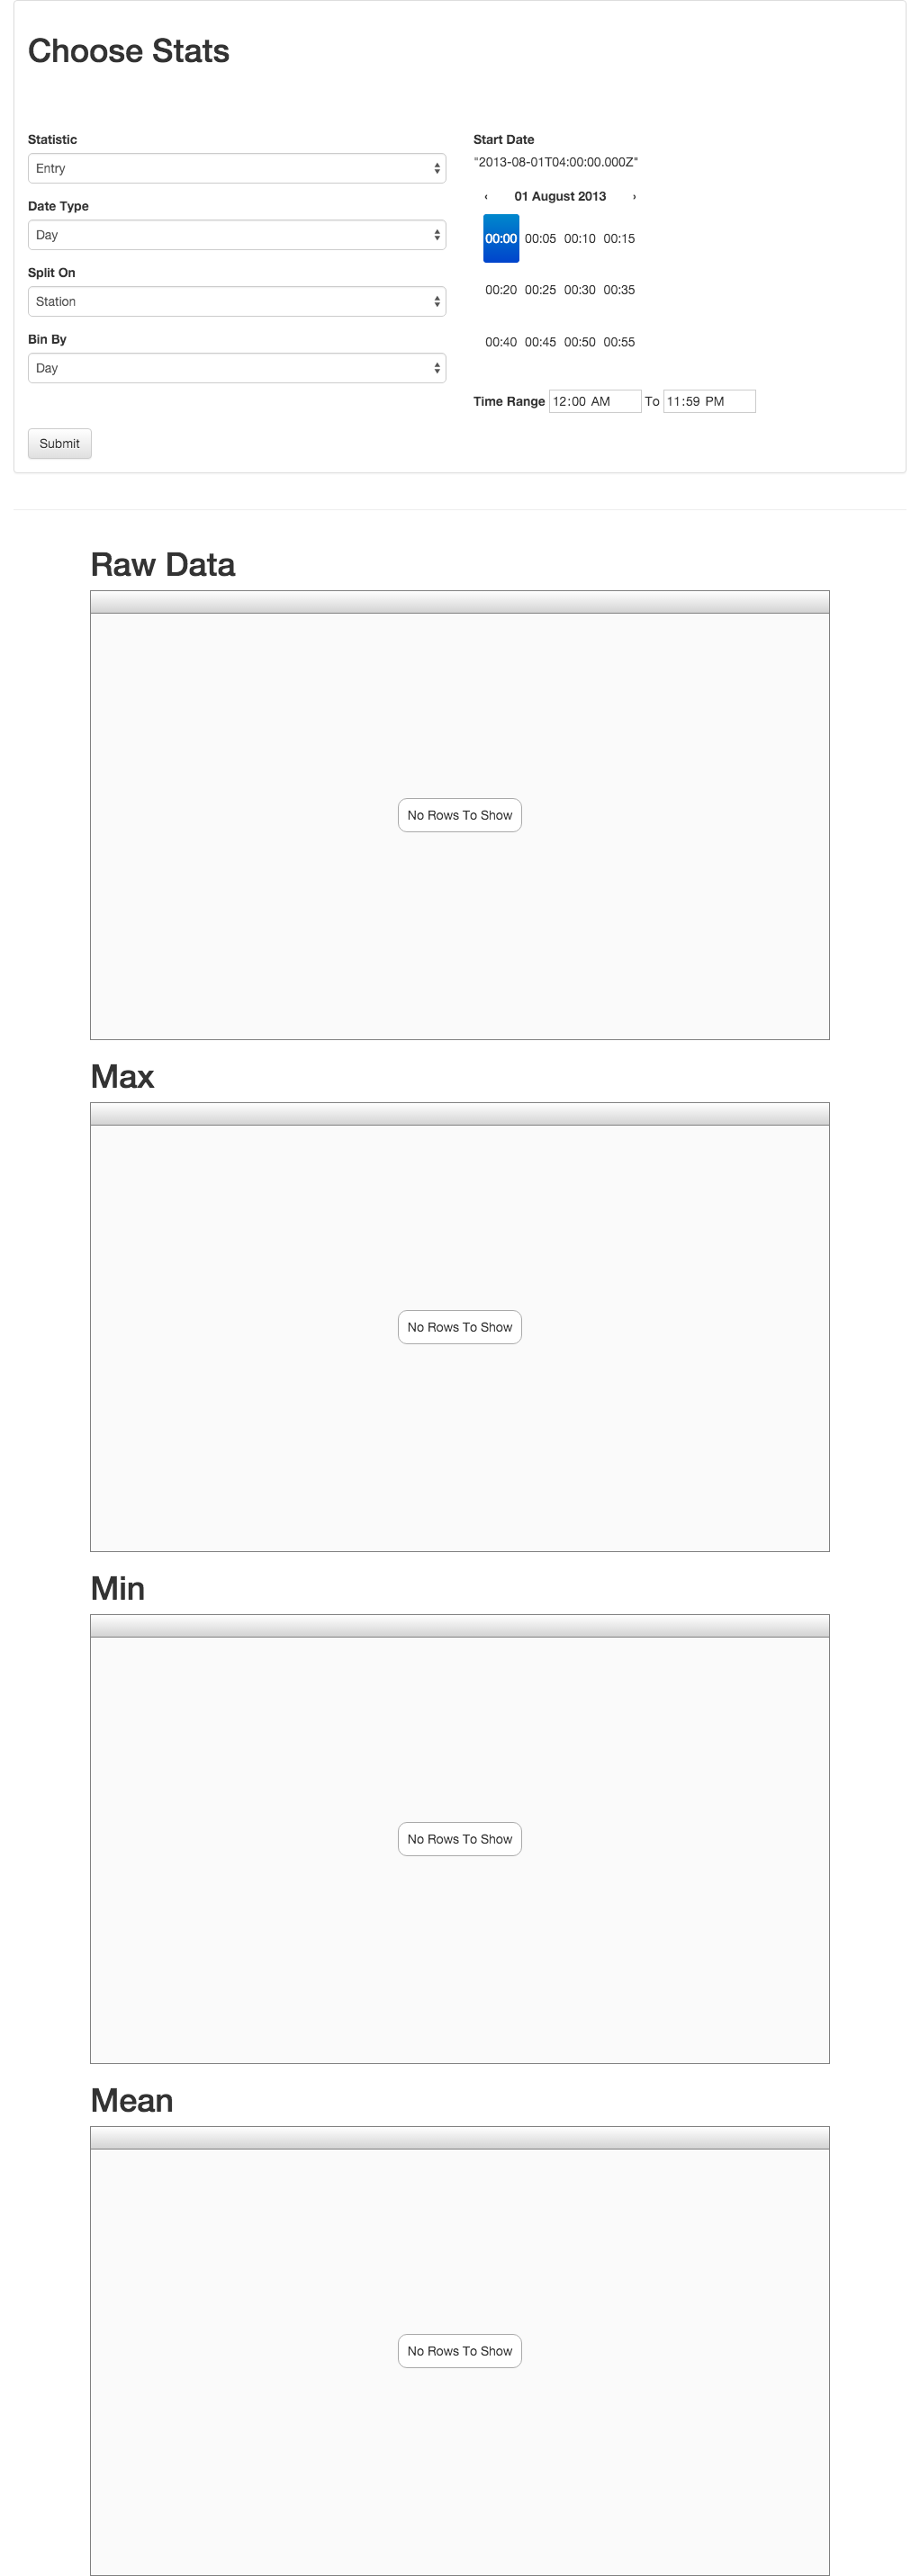 Choose Stats
Statistic
Entry
Date Type
Day
Split On
Station
Bin By
Day
Submit
Start Date
"2013-08-01T04:00:00.000Z"
‹ 01 August 2013 ›
00:00 00:05 00:10 00:15
00:20 00:25 00:30 00:35
00:40 00:45 00:50 00:55
Time Range 12:00 AM To 11:59 PM
Raw Data
No Rows To Show
Max
No Rows To Show
Min
No Rows To Show
Mean
No Rows To Show